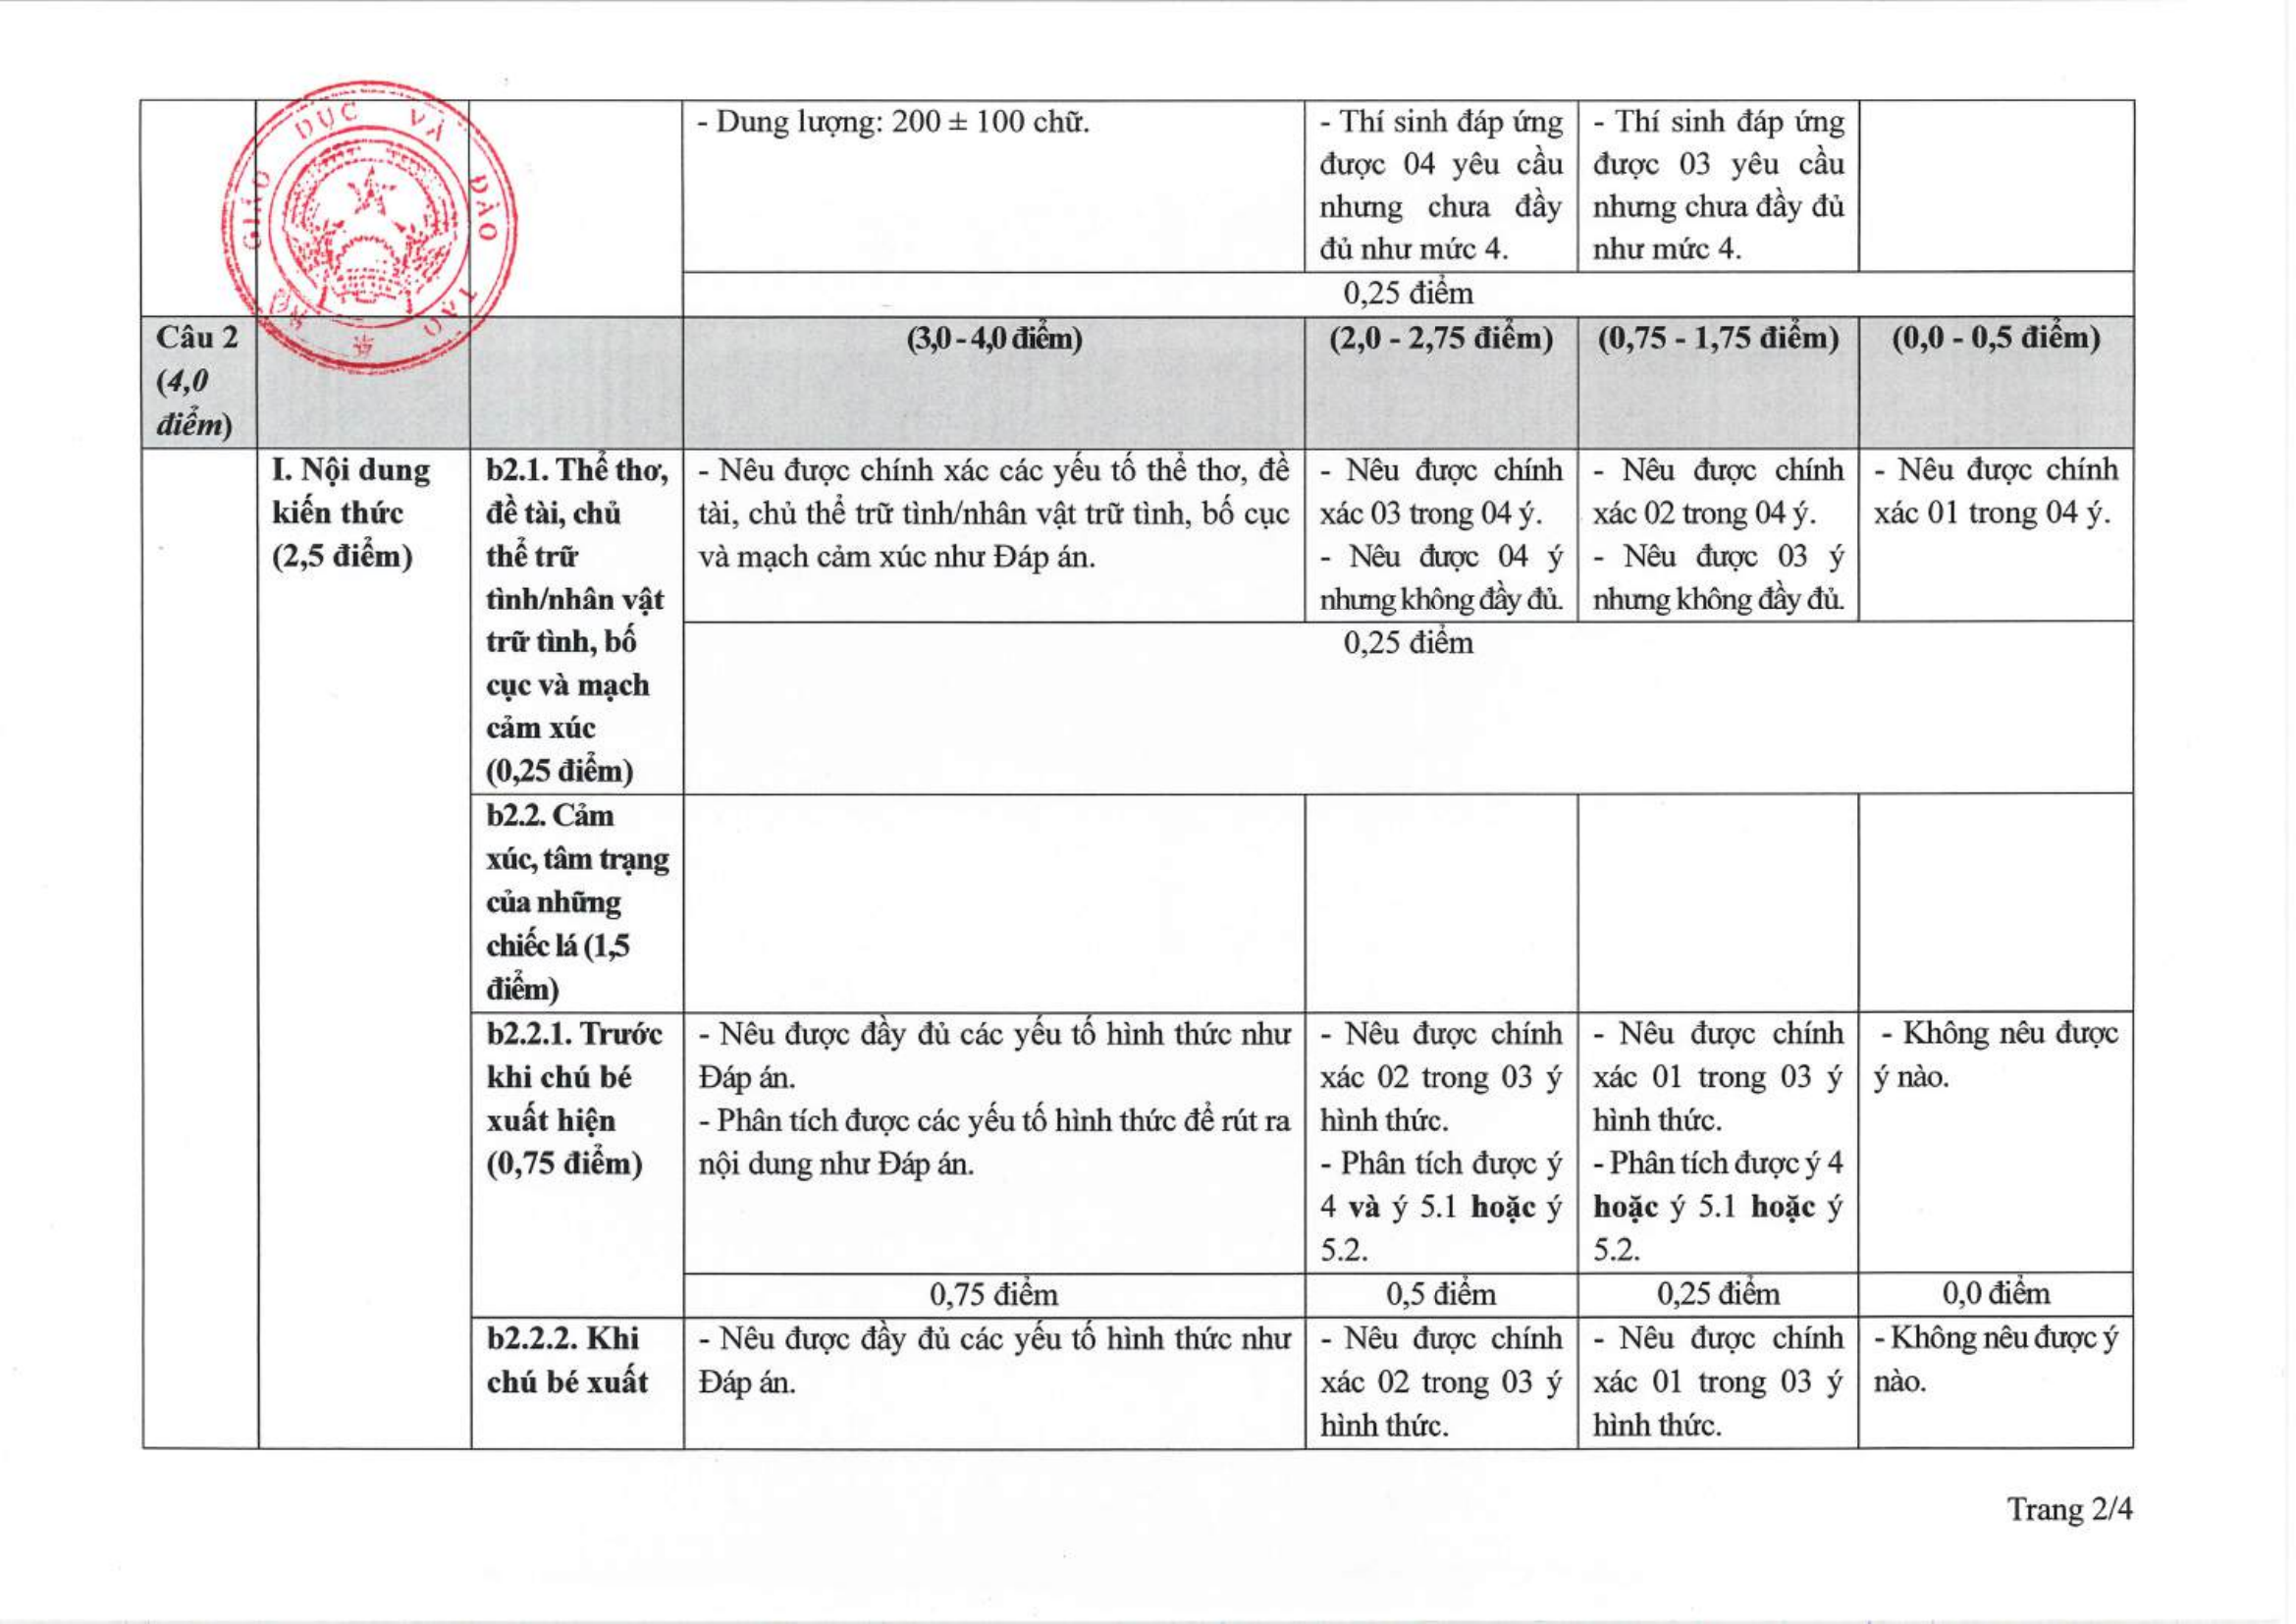 - Dung lượng: 200 ± 100 chữ.
- Thí sinh đáp ứng
được 04 yêu cầu
nhưng chưa đầy
đủ như mức 4.
- Thí sinh đáp ứng
được 03 yêu cầu
nhưng chưa đầy đủ
như mức 4.
0,25 điểm
GIÁO DỤC VÀ ĐÀO TẠO
Câu 2
(4,0
điểm)
(3,0 - 4,0 điểm)
(2,0 - 2,75 điểm)
(0,75 - 1,75 điểm)
(0,0 - 0,5 điểm)
I. Nội dung
kiến thức
(2,5 điểm)
b2.1. Thể thơ,
đề tài, chủ
thể trữ
tình/nhân vật
trữ tình, bố
cục và mạch
cảm xúc
(0,25 điểm)
- Nêu được chính xác các yếu tố thể thơ, đề
tài, chủ thể trữ tình/nhân vật trữ tình, bố cục
và mạch cảm xúc như Đáp án.
- Nêu được chính
xác 03 trong 04 ý.
- Nêu được 04 ý
nhưng không đầy đủ.
- Nêu được chính
xác 02 trong 04 ý.
- Nêu được 03 ý
nhưng không đầy đủ.
- Nêu được chính
xác 01 trong 04 ý.
0,25 điểm
b2.2. Cảm
xúc, tâm trạng
của những
chiếc lá (1,5
điểm)
b2.2.1. Trước
khi chú bé
xuất hiện
(0,75 điểm)
- Nêu được đầy đủ các yếu tố hình thức như
Đáp án.
- Phân tích được các yếu tố hình thức để rút ra
nội dung như Đáp án.
- Nêu được chính
xác 02 trong 03 ý
hình thức.
- Phân tích được ý
4 và ý 5.1 hoặc ý
5.2.
- Nêu được chính
xác 01 trong 03 ý
hình thức.
- Phân tích được ý 4
hoặc ý 5.1 hoặc ý
5.2.
- Không nêu được
ý nào.
0,75 điểm
0,5 điểm
0,25 điểm
0,0 điểm
b2.2.2. Khi
chú bé xuất
- Nêu được đầy đủ các yếu tố hình thức như
Đáp án.
- Nêu được chính
xác 02 trong 03 ý
hình thức.
- Nêu được chính
xác 01 trong 03 ý
hình thức.
- Không nêu được ý
nào.
Trang 2/4